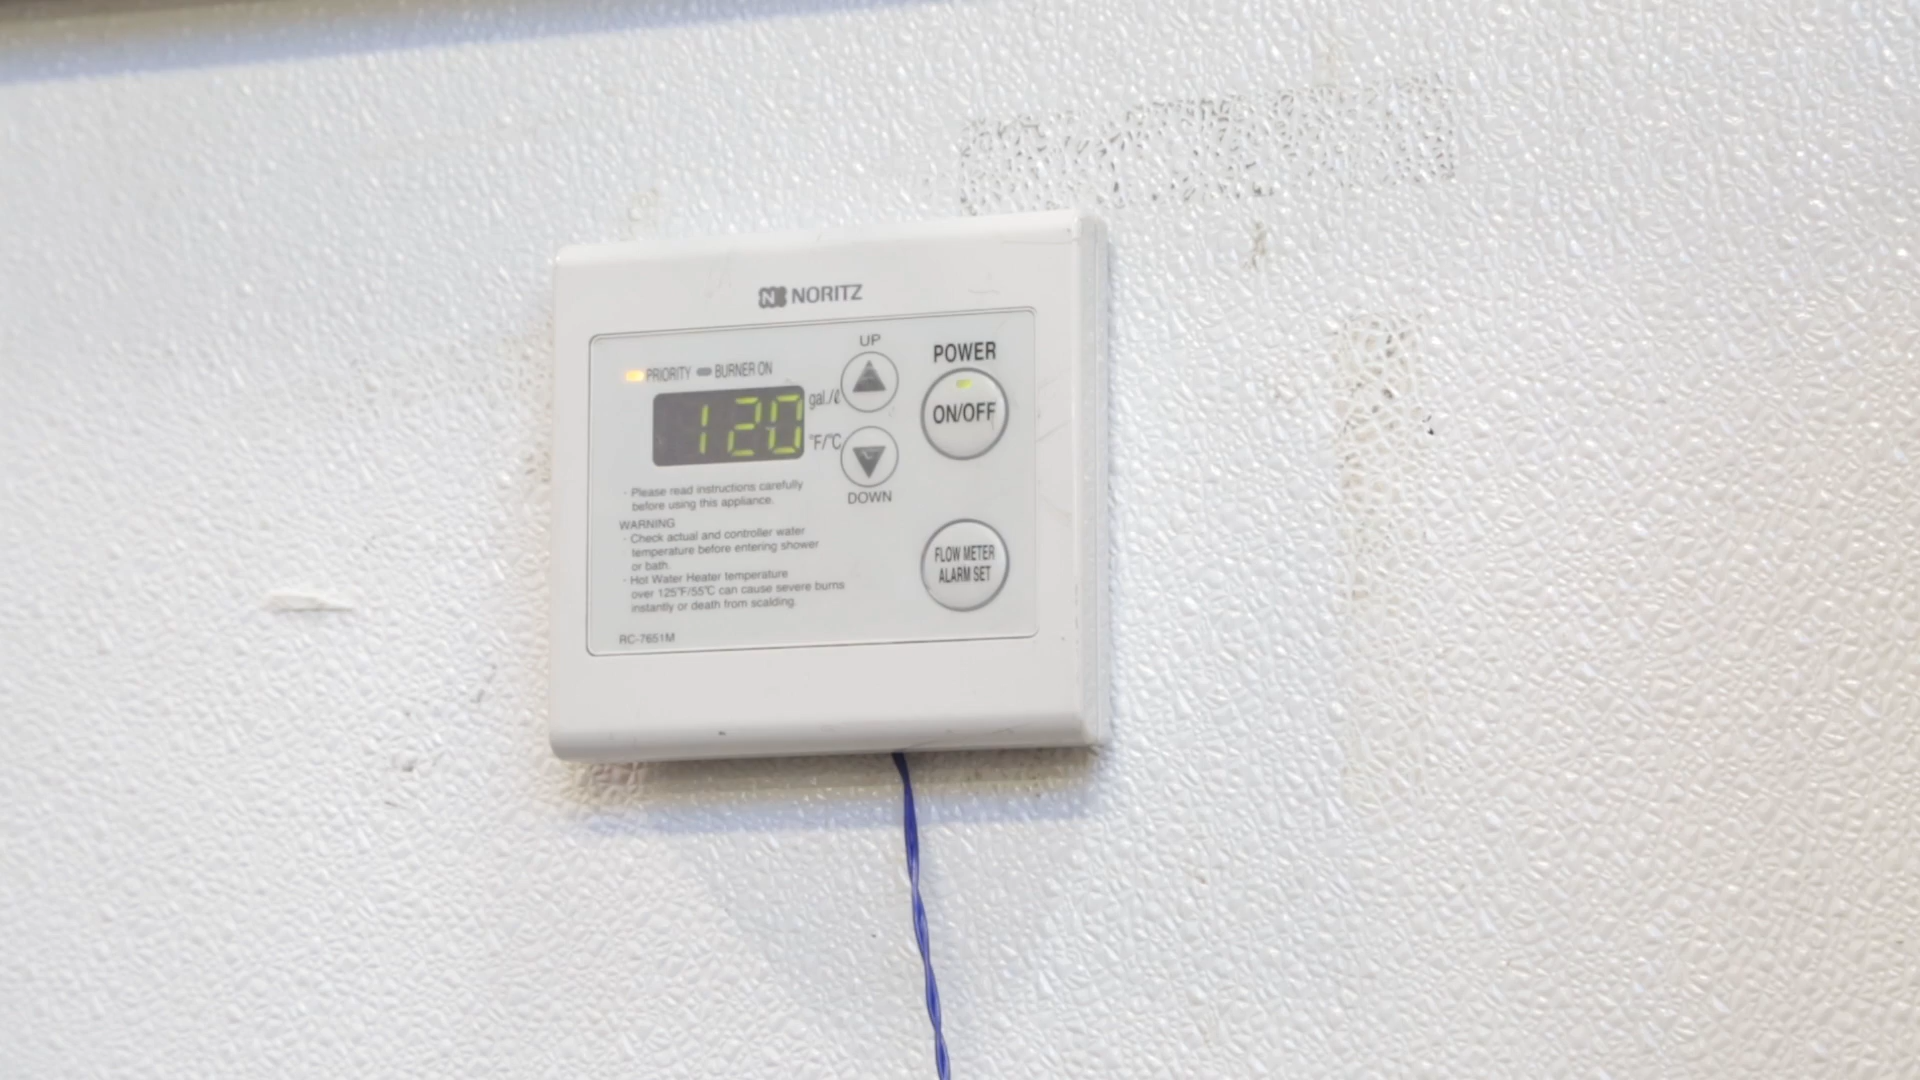 NORITZ
PRIORITY BURNER ON
120
gal./ℓ
°F/°C
UP
DOWN
POWER
ON/OFF
· Please read instructions carefully
before using this appliance.
WARNING
· Check actual and controller water
temperature before entering shower
or bath.
· Hot Water Heater temperature
over 125°F/55°C can cause severe burns
instantly or death from scalding.
FLOW METER
ALARM SET
RC-7651M